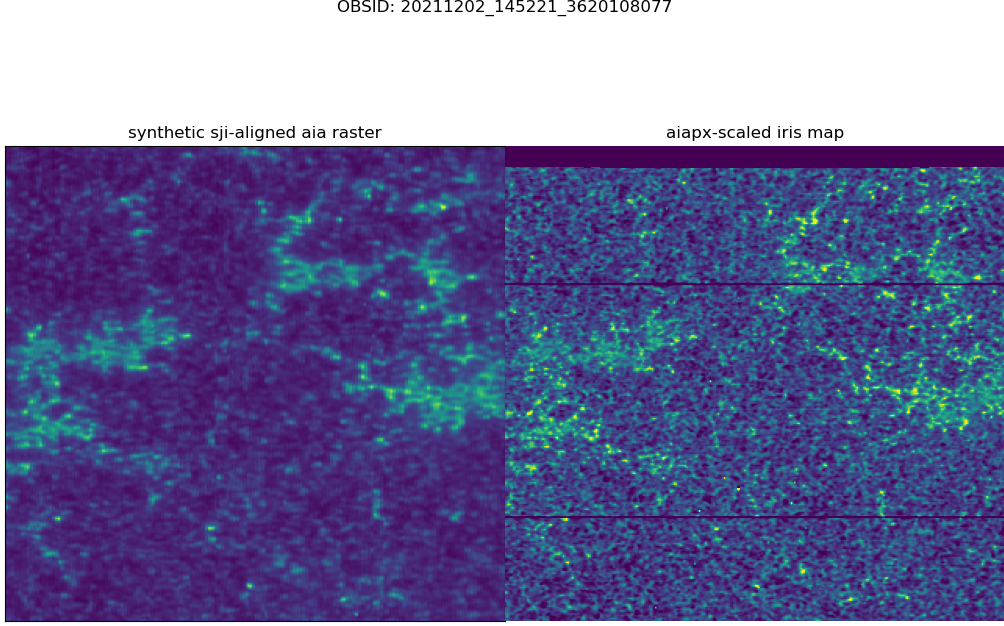 OBSID: 20211202_145221_3620108077
synthetic sji-aligned aia raster
aiapx-scaled iris map